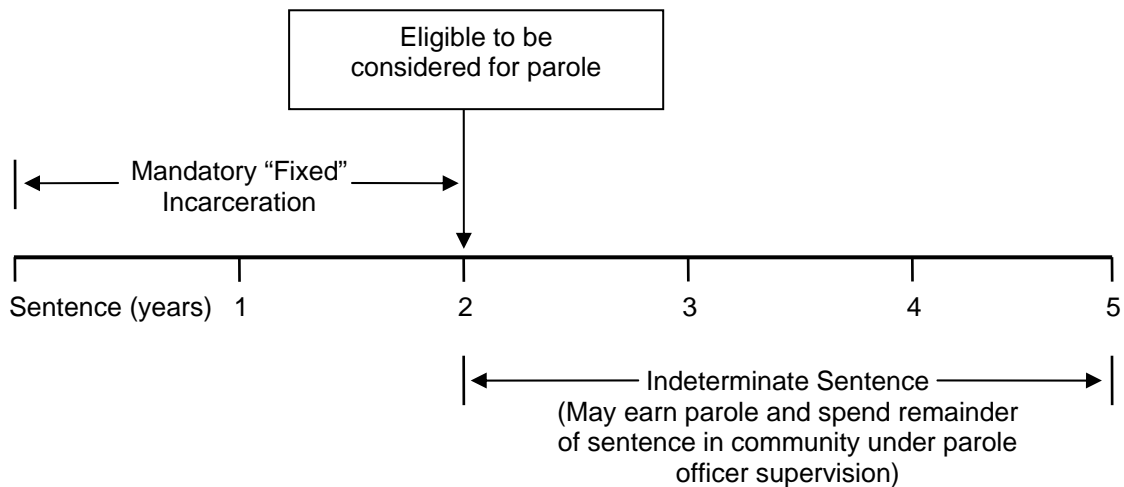 Eligible to be
considered for parole
Mandatory “Fixed”
Incarceration
Sentence (years) 1 2 3 4 5
Indeterminate Sentence
(May earn parole and spend remainder
of sentence in community under parole
officer supervision)